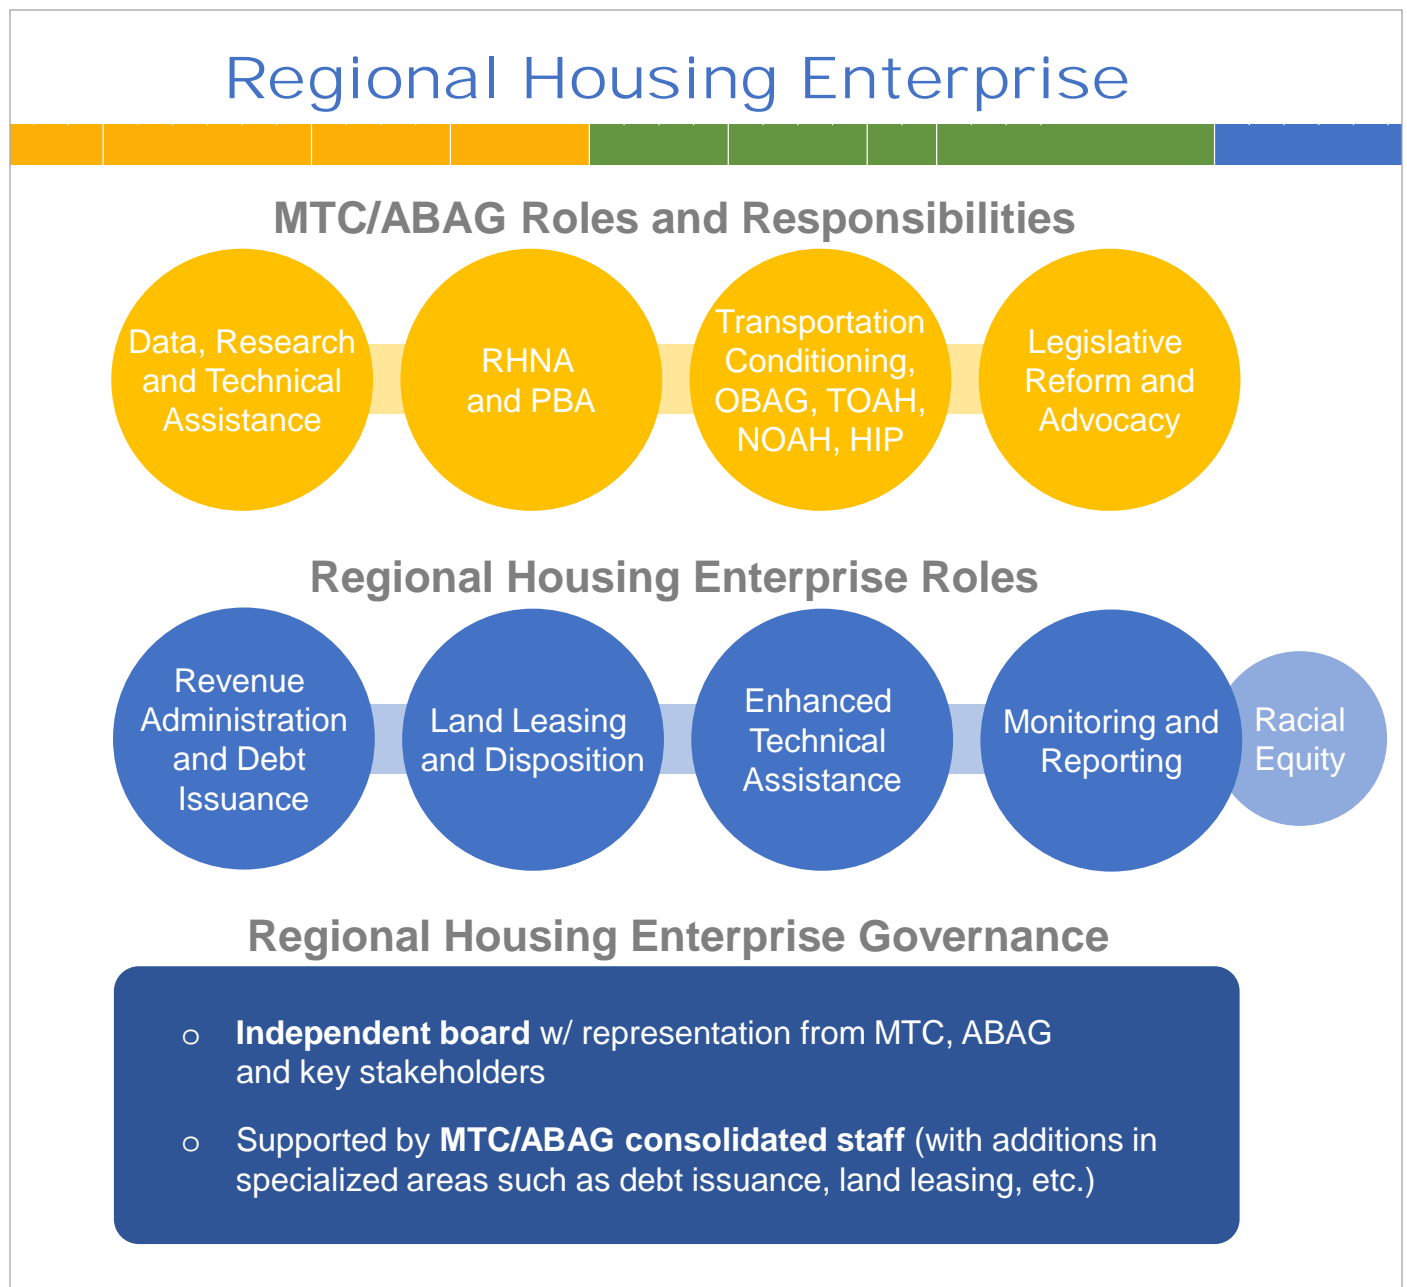 Regional Housing Enterprise
MTC/ABAG Roles and Responsibilities
Data, Research
and Technical
Assistance
RHNA
and PBA
Transportation
Conditioning,
OBAG, TOAH,
NOAH, HIP
Legislative
Reform and
Advocacy
Regional Housing Enterprise Roles
Revenue
Administration
and Debt
Issuance
Land Leasing
and Disposition
Enhanced
Technical
Assistance
Monitoring and
Reporting
Racial
Equity
Regional Housing Enterprise Governance
o Independent board w/ representation from MTC, ABAG
and key stakeholders
o Supported by MTC/ABAG consolidated staff (with additions in
specialized areas such as debt issuance, land leasing, etc.)